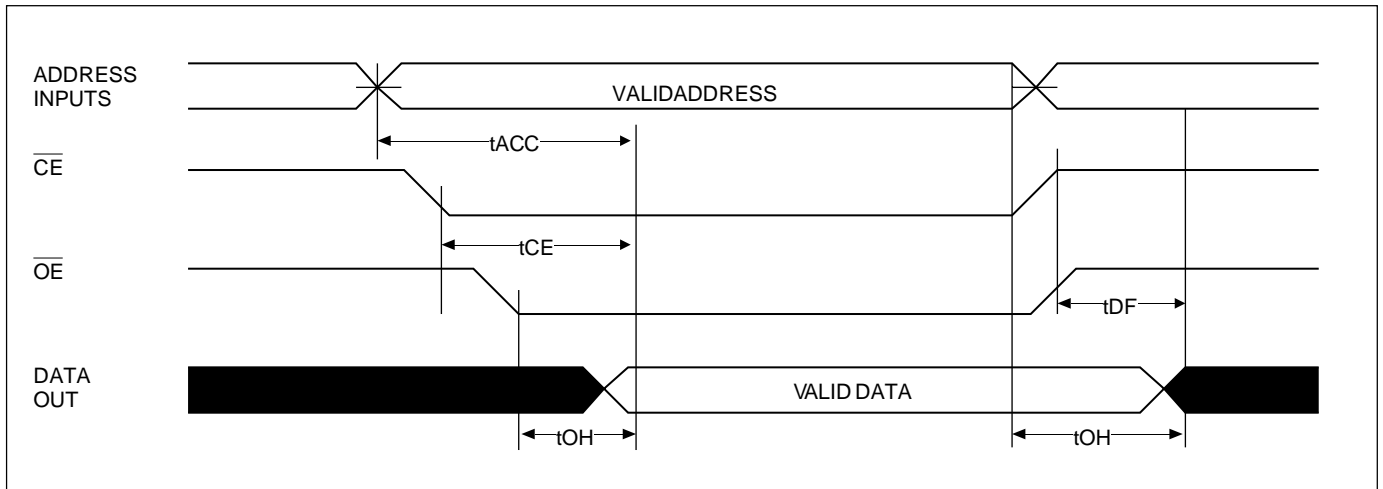 ADDRESS
INPUTS
VALIDADDRESS
tACC
CE
tCE
OE
tDF
DATA
OUT
VALID DATA
tOH
tOH